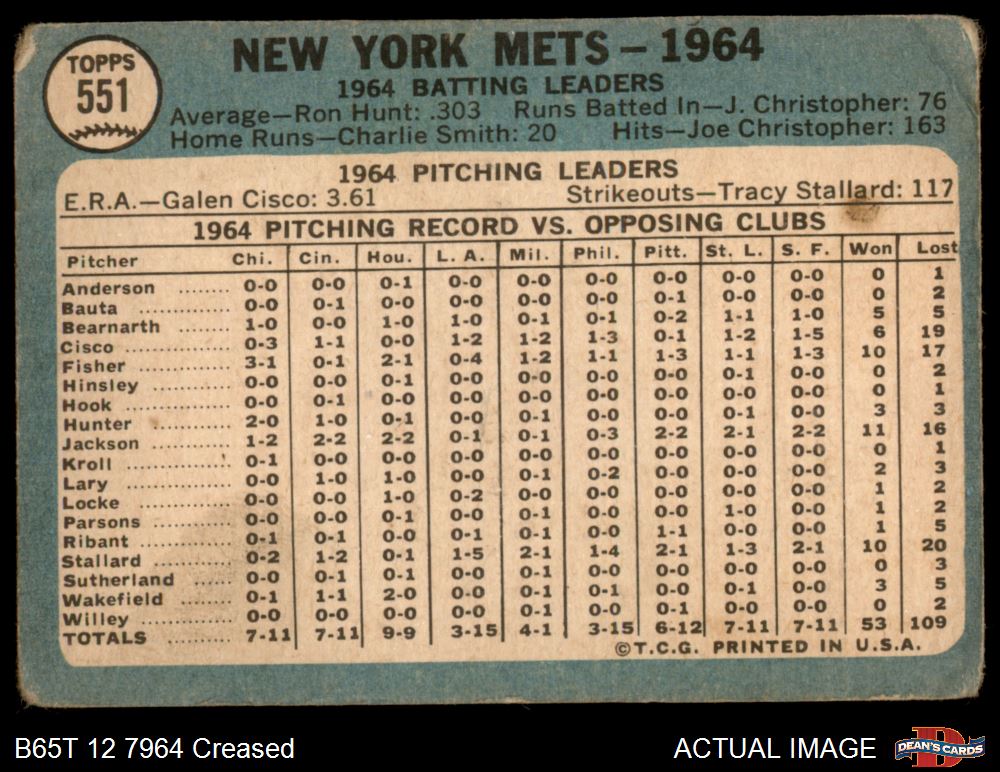 TOPPS
551
NEW YORK METS — 1964
1964 BATTING LEADERS
Average—Ron Hunt: .303 Runs Batted In—J. Christopher: 76
Home Runs—Charlie Smith: 20 Hits—Joe Christopher: 163
1964 PITCHING LEADERS
E.R.A.—Galen Cisco: 3.61 Strikeouts—Tracy Stallard: 117
1964 PITCHING RECORD VS. OPPOSING CLUBS
Pitcher Chi. Cin. Hou. L. A. Mil. Phil. Pitt. St. L. S. F. Won Lost
Anderson ........ 0-0 0-0 0-1 0-0 0-0 0-0 0-0 0-0 0-0 0 1
Bauta ............. 0-0 0-1 0-0 0-0 0-0 0-0 0-1 0-0 0-0 0 2
Bearnarth ........ 1-0 0-0 1-0 1-0 0-1 0-1 0-2 1-1 1-0 5 5
Cisco ............. 0-3 1-1 0-0 1-2 1-2 1-3 0-1 1-2 1-5 6 19
Fisher ............ 3-1 0-1 2-1 0-4 1-2 1-1 1-3 1-1 1-3 10 17
Hinsley ........... 0-0 0-0 0-1 0-0 0-0 0-0 0-1 0-0 0-0 0 2
Hook .............. 0-0 0-1 0-0 0-0 0-0 0-0 0-0 0-0 0-0 0 1
Hunter ............ 2-0 1-0 0-1 0-0 0-1 0-0 0-0 0-1 0-0 3 3
Jackson .......... 1-2 2-2 2-2 0-1 0-1 0-3 2-2 2-1 2-2 11 16
Kroll .............. 0-1 0-0 0-0 0-0 0-0 0-0 0-0 0-0 0-0 0 1
Lary ............... 0-0 1-0 1-0 0-0 0-1 0-2 0-0 0-0 0-0 2 3
Locke ............. 0-0 0-0 1-0 0-2 0-0 0-0 0-0 0-0 0-0 1 2
Parsons .......... 0-0 0-0 0-1 0-0 0-1 0-0 0-0 1-0 0-0 1 2
Ribant ............ 0-1 0-1 0-0 0-1 0-1 0-0 1-1 0-0 0-0 1 5
Stallard .......... 0-2 1-2 0-1 1-5 2-1 1-4 2-1 1-3 2-1 10 20
Sutherland ...... 0-0 0-1 0-1 0-0 0-1 0-0 0-0 0-0 0-0 0 3
Wakefield ........ 0-1 1-1 2-0 0-0 0-1 0-1 0-0 0-1 0-0 3 5
Willey ............ 0-0 0-0 0-0 0-0 0-1 0-0 0-1 0-0 0-0 0 2
TOTALS .......... 7-11 7-11 9-9 3-15 4-1 3-15 6-12 7-11 7-11 53 109
©T.C.G. PRINTED IN U.S.A.
B65T 12 7964 Creased
ACTUAL IMAGE
DEAN'S CARDS